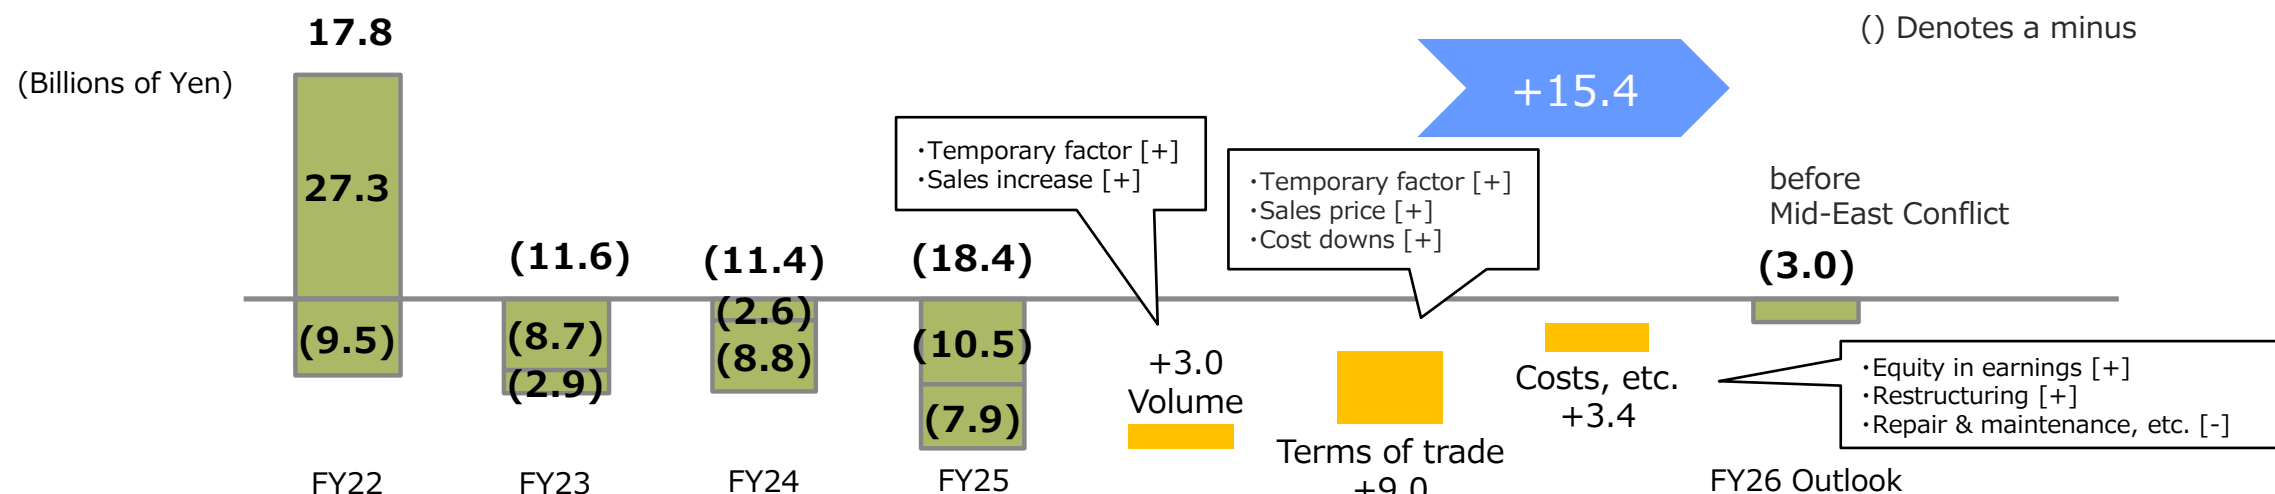 17.8
() Denotes a minus
(Billions of Yen)
+15.4
・Temporary factor [+]
・Sales increase [+]
・Temporary factor [+]
・Sales price [+]
・Cost downs [+]
before
Mid-East Conflict
27.3
(11.6)
(11.4)
(18.4)
(3.0)
(9.5)
(8.7)
(2.9)
(2.6)
(8.8)
(10.5)
(7.9)
+3.0
Volume
Terms of trade
+9.0
Costs, etc.
+3.4
・Equity in earnings [+]
・Restructuring [+]
・Repair & maintenance, etc. [-]
FY22
FY23
FY24
FY25
FY26 Outlook